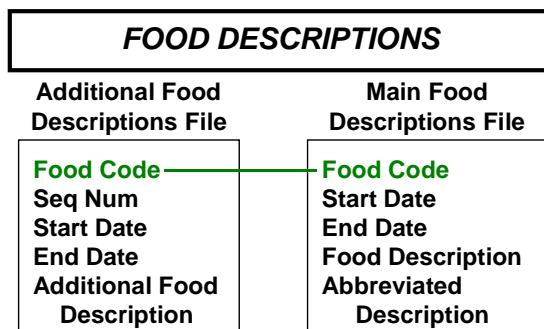 FOOD DESCRIPTIONS
Additional Food
Descriptions File
Food Code
Seq Num
Start Date
End Date
Additional Food
Description
Main Food
Descriptions File
Food Code
Start Date
End Date
Food Description
Abbreviated
Description